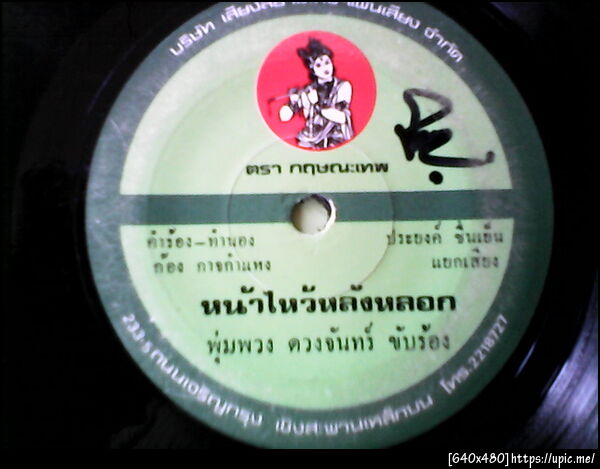 บริษัท เสียงสยาม แผ่นเสียง จำกัด
ตรา กฤษณะเทพ
คำร้อง-ทำนอง
ก้อง กาจกำแหง
ประยงค์ ชื่นเย็น
แยกเสียง
หน้าไหว้หลังหลอก
พุ่มพวง ดวงจันทร์ ขับร้อง
233-5 ถนนเจริญกรุง เชิงสะพานเหล็กบน โทร.2218727
[640x480]https://upic.me/